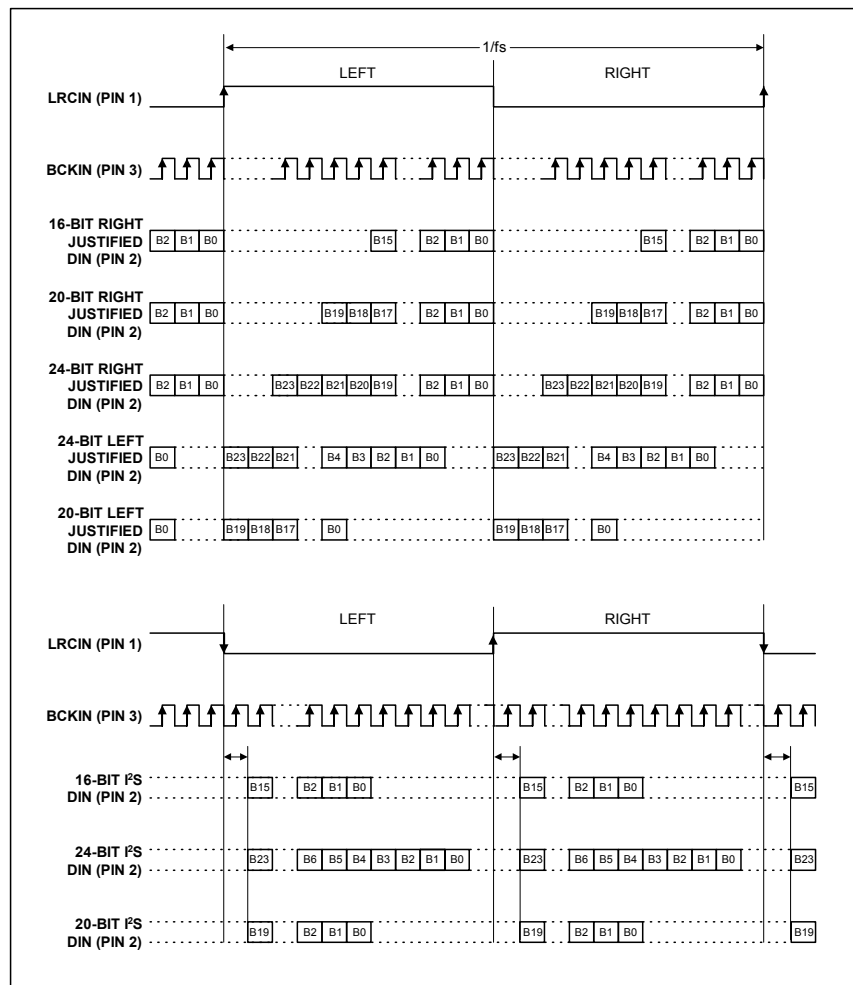 1/fs
LEFT RIGHT
LRCIN (PIN 1)
BCKIN (PIN 3)
16-BIT RIGHT
JUSTIFIED
DIN (PIN 2)
B2 B1 B0 B15 B2 B1 B0 B15 B2 B1 B0
20-BIT RIGHT
JUSTIFIED
DIN (PIN 2)
B2 B1 B0 B19 B18 B17 B2 B1 B0 B19 B18 B17 B2 B1 B0
24-BIT RIGHT
JUSTIFIED
DIN (PIN 2)
B2 B1 B0 B23 B22 B21 B20 B19 B2 B1 B0 B23 B22 B21 B20 B19 B2 B1 B0
24-BIT LEFT
JUSTIFIED
DIN (PIN 2)
B0 B23 B22 B21 B4 B3 B2 B1 B0 B23 B22 B21 B4 B3 B2 B1 B0
20-BIT LEFT
JUSTIFIED
DIN (PIN 2)
B0 B19 B18 B17 B0 B19 B18 B17 B0
LEFT RIGHT
LRCIN (PIN 1)
BCKIN (PIN 3)
16-BIT I²S
DIN (PIN 2)
B15 B2 B1 B0 B15 B2 B1 B0 B15
24-BIT I²S
DIN (PIN 2)
B23 B6 B5 B4 B3 B2 B1 B0 B23 B6 B5 B4 B3 B2 B1 B0 B23
20-BIT I²S
DIN (PIN 2)
B19 B2 B1 B0 B19 B2 B1 B0 B19